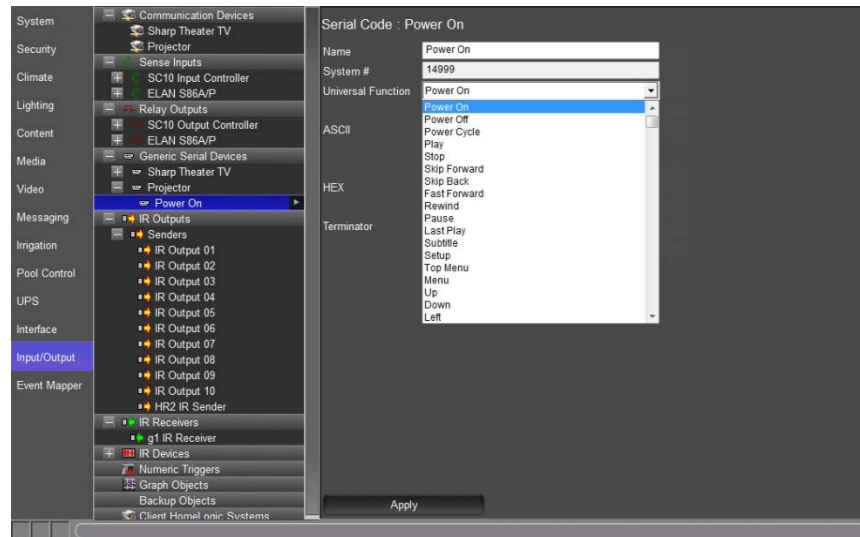 System
Security
Climate
Lighting
Content
Media
Video
Messaging
Irrigation
Pool Control
UPS
Interface
Input/Output
Event Mapper
Communication Devices
Sharp Theater TV
Projector
Sense Inputs
SC10 Input Controller
ELAN S86A/P
Relay Outputs
SC10 Output Controller
ELAN S86A/P
Generic Serial Devices
Sharp Theater TV
Projector
Power On
IR Outputs
Senders
IR Output 01
IR Output 02
IR Output 03
IR Output 04
IR Output 05
IR Output 06
IR Output 07
IR Output 08
IR Output 09
IR Output 10
HR2 IR Sender
IR Receivers
g1 IR Receiver
IR Devices
Numeric Triggers
Graph Objects
Backup Objects
Client HomeLogic Systems
Serial Code : Power On
Name Power On
System # 14999
Universal Function Power On
Power On
Power Off
ASCII
Power Cycle
Play
Stop
Skip Forward
Skip Back
HEX
Fast Forward
Rewind
Pause
Last Play
Terminator
Subtitle
Setup
Top Menu
Menu
Up
Down
Left
Apply